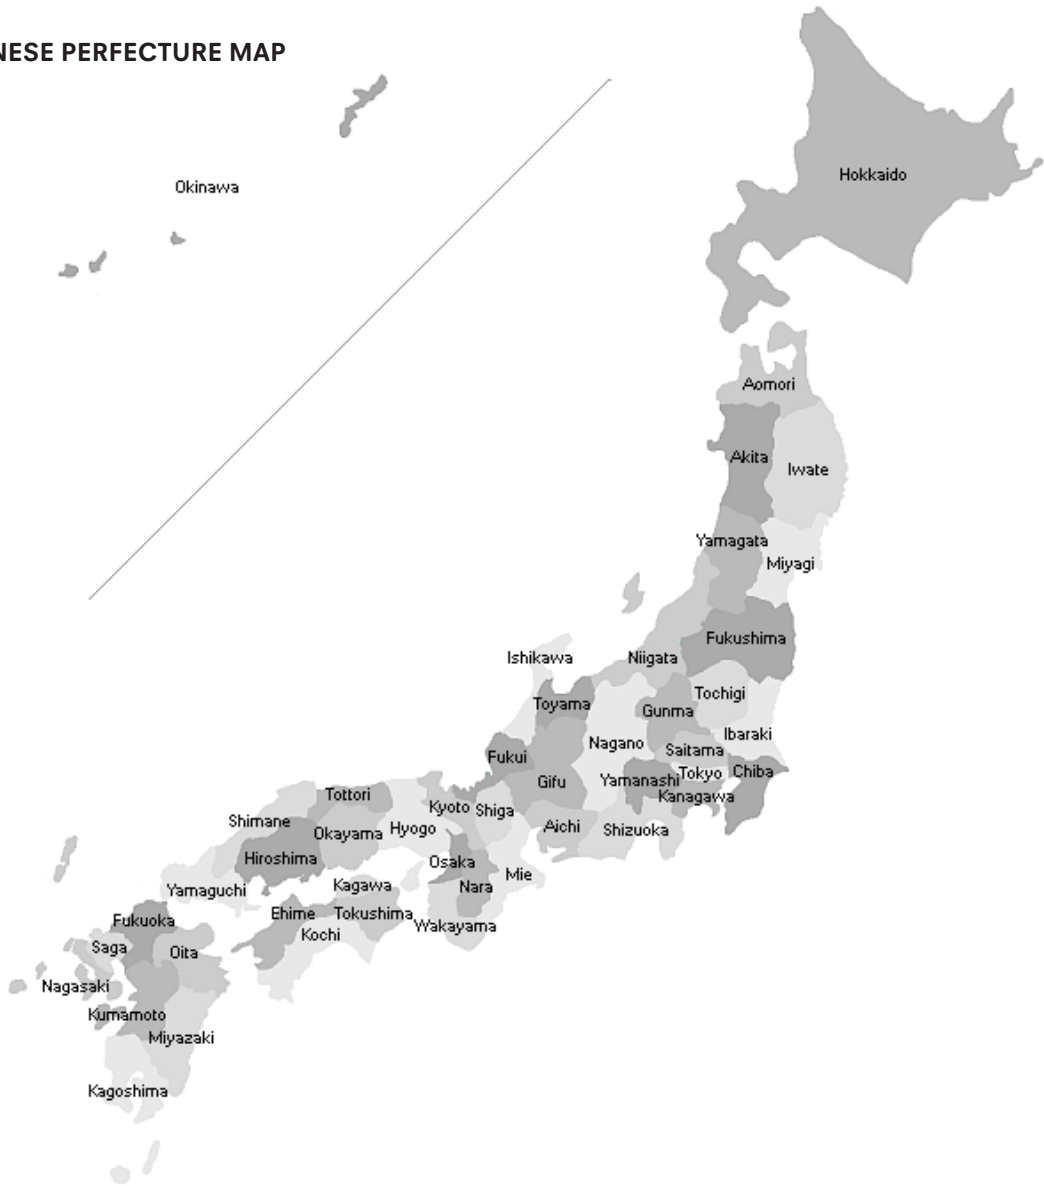 NESE PERFECTURE MAP
Okinawa
Hokkaido
Aomori
Akita
Iwate
Yamagata
Miyagi
Fukushima
Ishikawa
Niigata
Tochigi
Toyama
Gunma
Ibaraki
Nagano
Saitama
Fukui
Chiba
Tokyo
Yamanashi
Gifu
Kanagawa
Tottori
Kyoto
Shiga
Shimane
Hyogo
Aichi
Shizuoka
Okayama
Hiroshima
Osaka
Mie
Kagawa
Nara
Yamaguchi
Ehime
Tokushima
Fukuoka
Wakayama
Kochi
Saga
Oita
Nagasaki
Kumamoto
Miyazaki
Kagoshima